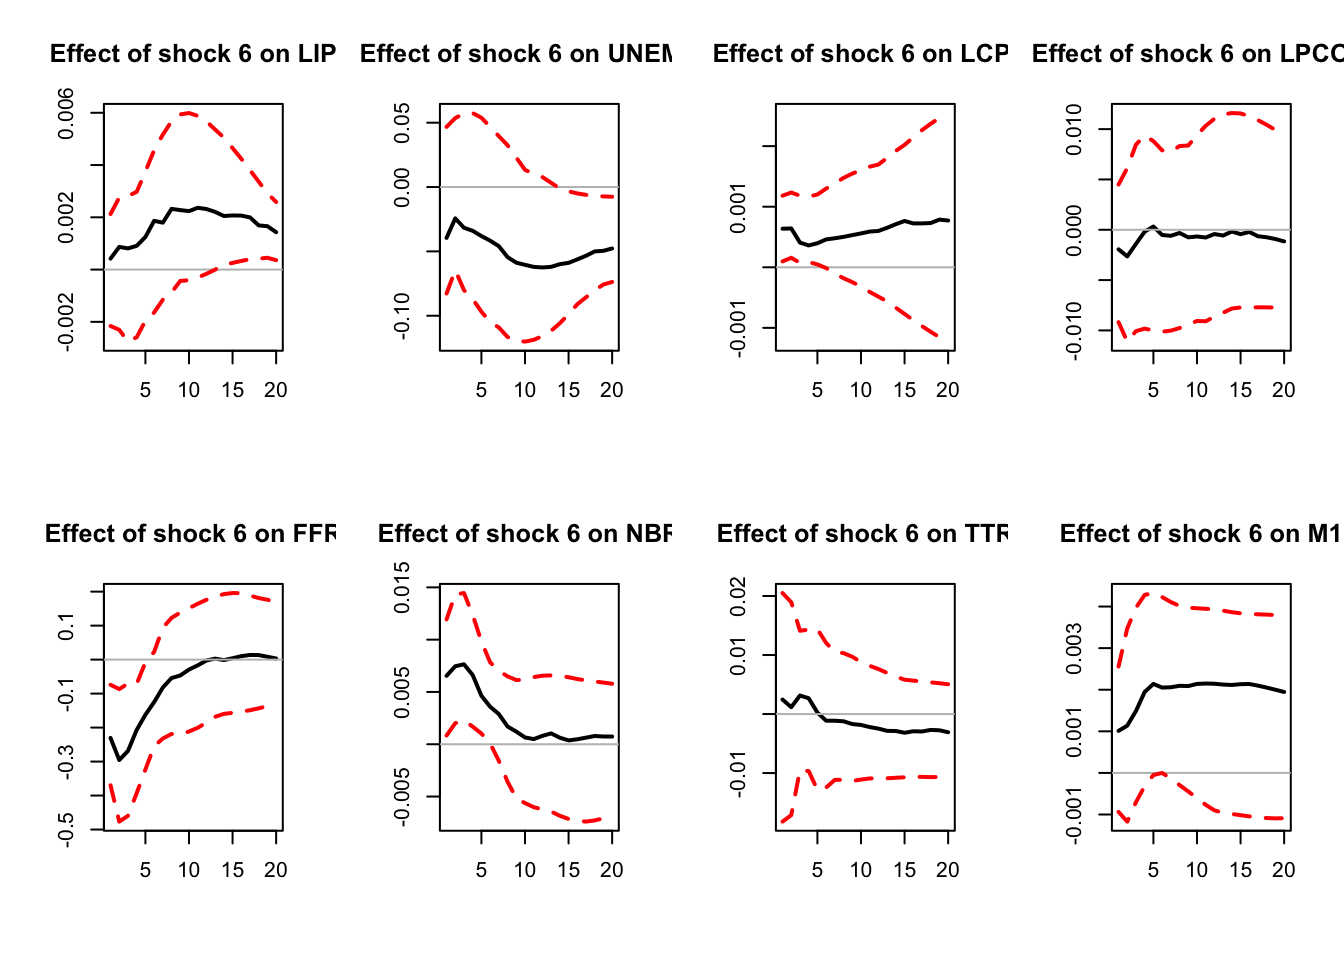 Effect of shock 6 on LIP
Effect of shock 6 on UNEM
Effect of shock 6 on LCP
Effect of shock 6 on LPCO
0.006
0.002
-0.002
5 10 15 20
0.05
0.00
-0.10
5 10 15 20
0.001
-0.001
5 10 15 20
0.010
0.000
-0.010
5 10 15 20
Effect of shock 6 on FFR
Effect of shock 6 on NBR
Effect of shock 6 on TTR
Effect of shock 6 on M1
0.1
-0.1
-0.3
-0.5
5 10 15 20
0.015
0.005
-0.005
5 10 15 20
0.02
0.01
-0.01
5 10 15 20
0.003
0.001
-0.001
5 10 15 20